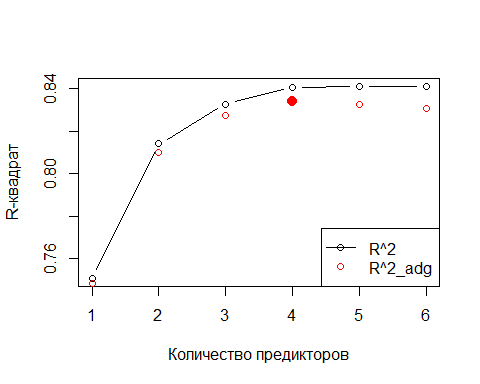 R-квадрат
0.84
0.80
0.76
R^2
R^2_adg
1 2 3 4 5 6
Количество предикторов